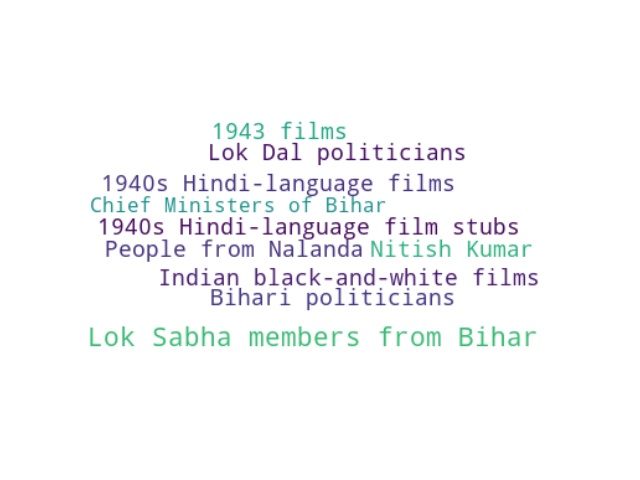 1943 films
Lok Dal politicians
1940s Hindi-language films
Chief Ministers of Bihar
1940s Hindi-language film stubs
People from Nalanda Nitish Kumar
Indian black-and-white films
Bihari politicians
Lok Sabha members from Bihar